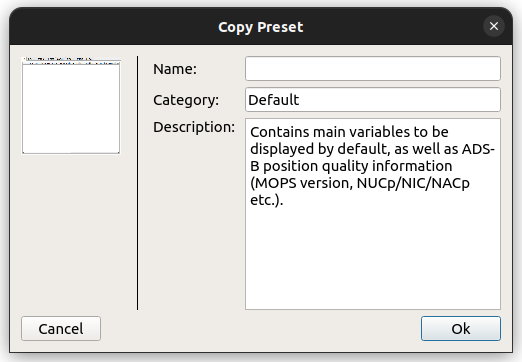 Copy Preset
Name:
Category: Default
Description: Contains main variables to be
displayed by default, as well as ADS-
B position quality information
(MOPS version, NUCp/NIC/NACp
etc.).
Cancel
Ok